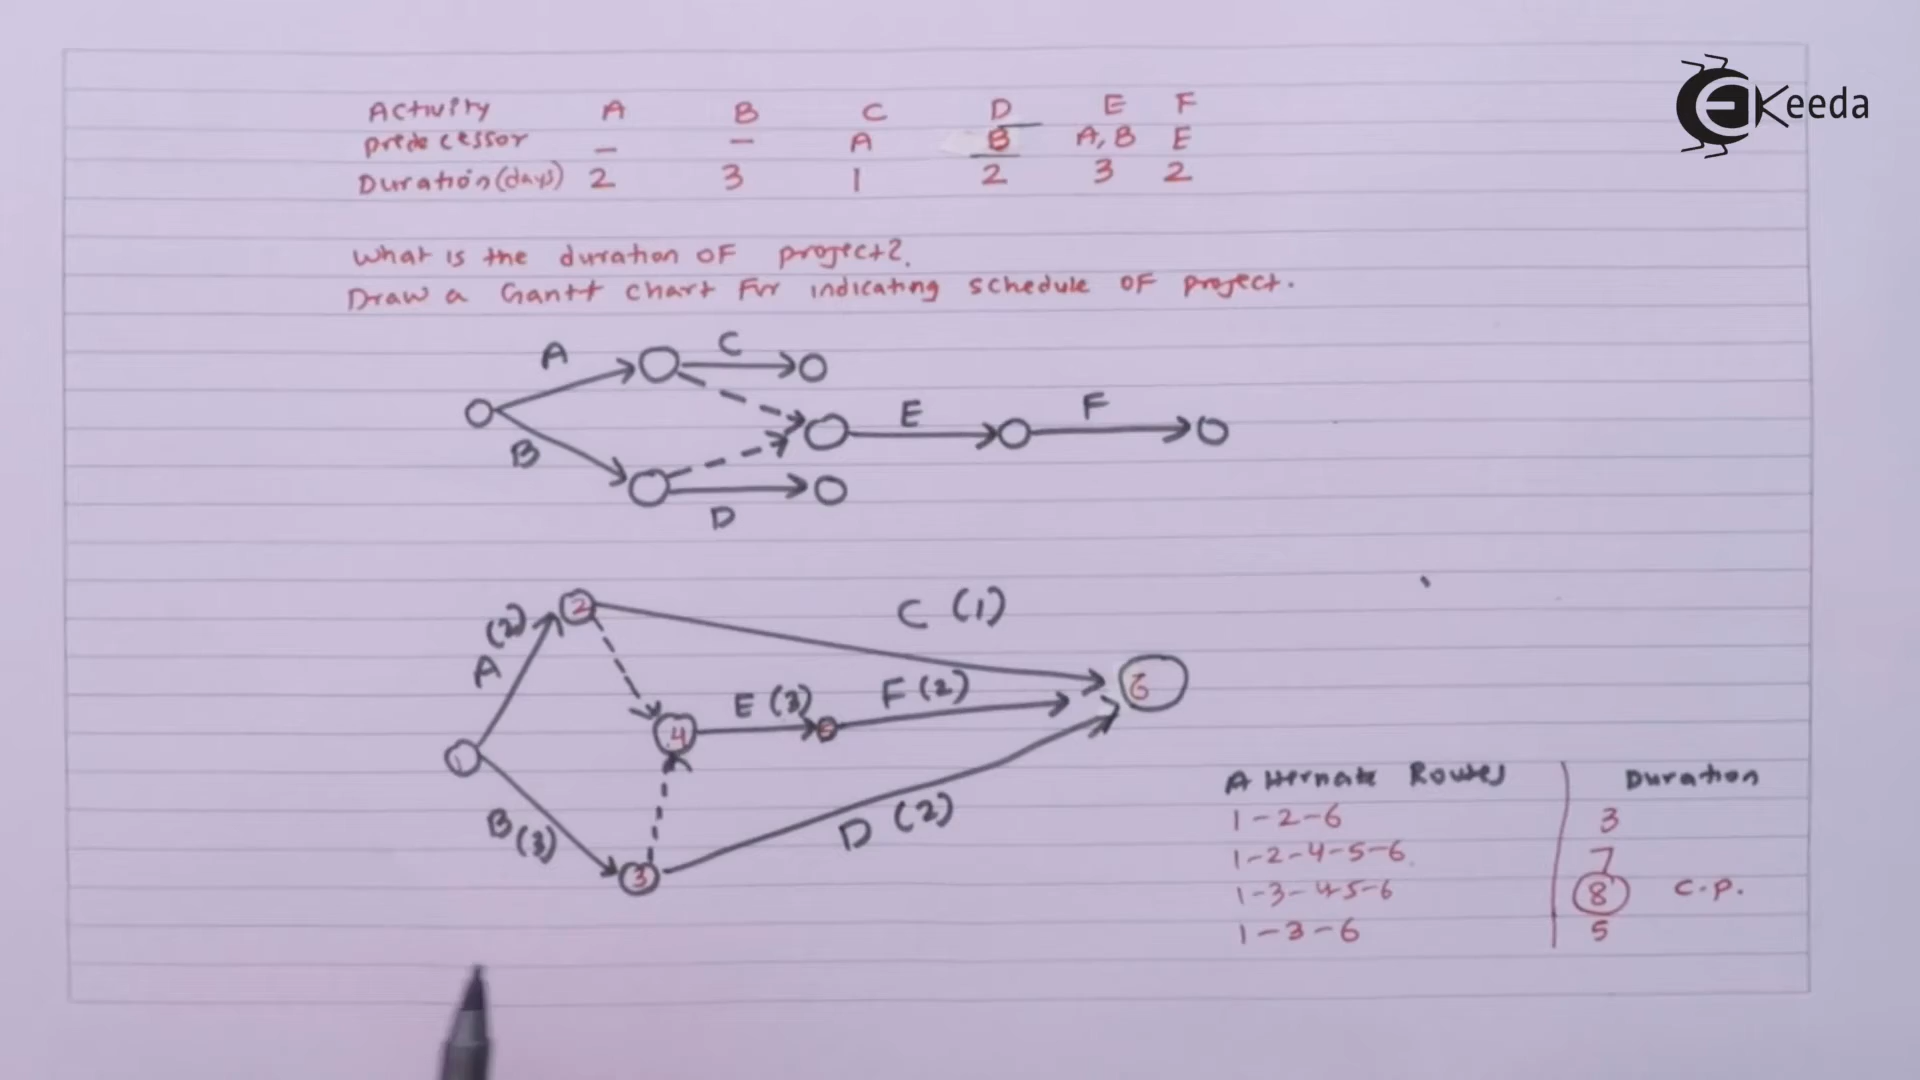 Keeda
Activity A B C D E F
predecessor – – A B A, B E
Duration (days) 2 3 1 2 3 2
What is the duration of project?.
Draw a Gantt chart for indicating schedule of project.
A C
B E F
D
(2) A 2 C (1)
E (3) F (2) 6
1 4 5
B (3) 3 D (2)
Alternate Routes Duration
1-2-6 3
1-2-4-5-6 7
1-3-4-5-6 8 C.P.
1-3-6 5